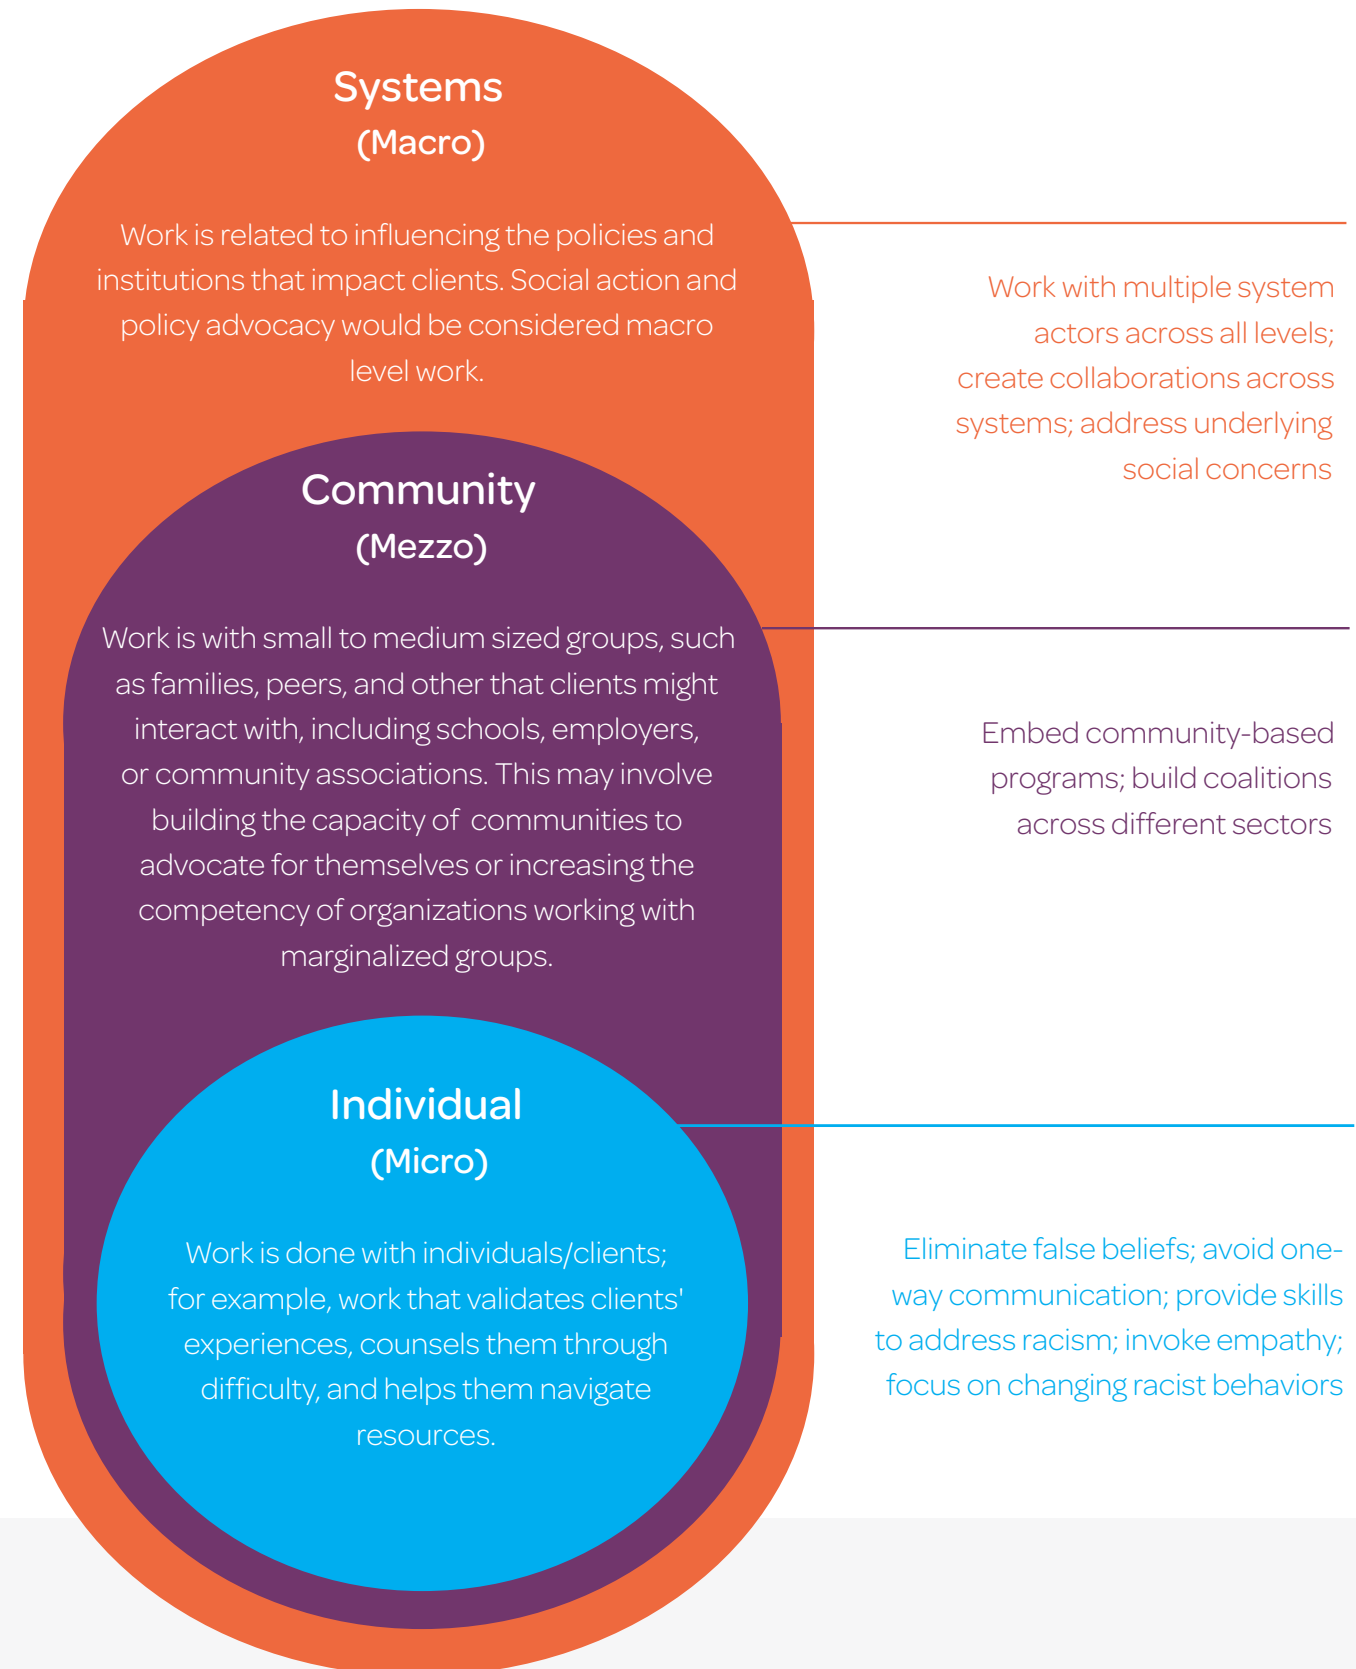 Systems
(Macro)
Work is related to influencing the policies and
institutions that impact clients. Social action and
policy advocacy would be considered macro
level work.
Work with multiple system
actors across all levels;
create collaborations across
systems; address underlying
social concerns
Community
(Mezzo)
Work is with small to medium sized groups, such
as families, peers, and other that clients might
interact with, including schools, employers,
or community associations. This may involve
building the capacity of communities to
advocate for themselves or increasing the
competency of organizations working with
marginalized groups.
Embed community-based
programs; build coalitions
across different sectors
Individual
(Micro)
Work is done with individuals/clients;
for example, work that validates clients'
experiences, counsels them through
difficulty, and helps them navigate
resources.
Eliminate false beliefs; avoid one-
way communication; provide skills
to address racism; invoke empathy;
focus on changing racist behaviors